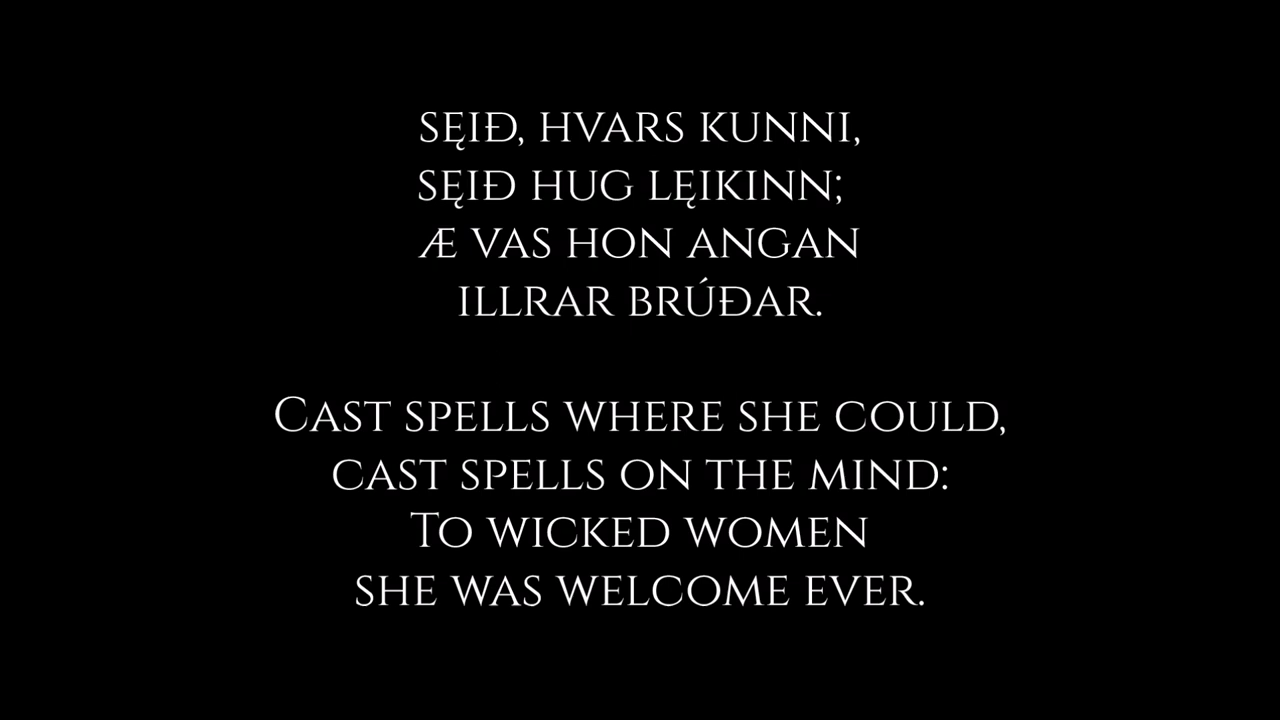 SĘIÐ, HVARS KUNNI,
SĘIÐ HUG LĘIKINN;
Æ VAS HON ANGAN
ILLRAR BRÚÐAR.
CAST SPELLS WHERE SHE COULD,
CAST SPELLS ON THE MIND:
TO WICKED WOMEN
SHE WAS WELCOME EVER.